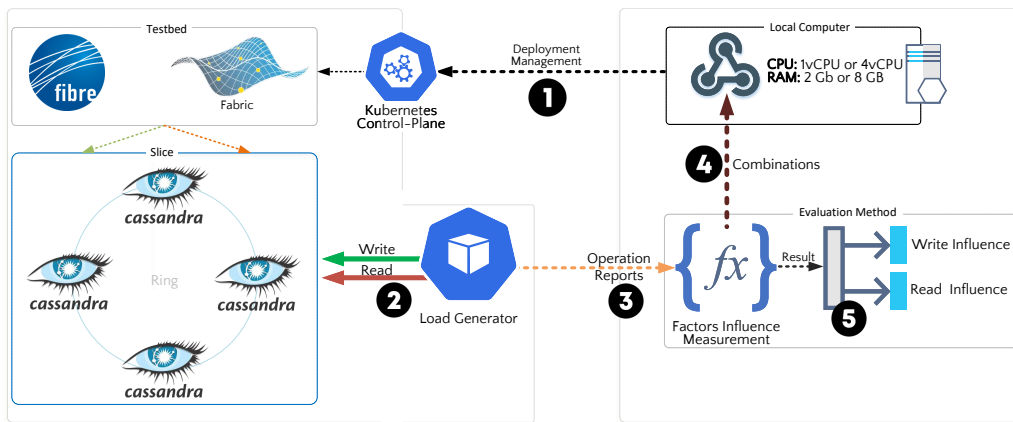 Testbed
fibre
Fabric
Kubernetes
Control-Plane
Deployment
Management
1
Local Computer
CPU: 1vCPU or 4vCPU
RAM: 2 Gb or 8 GB
4
Combinations
Slice
cassandra
cassandra
Ring
cassandra
cassandra
Write
Read
2
Load Generator
Operation
Reports
3
Evaluation Method
{fx}
Factors Influence
Measurement
Result
5
Write Influence
Read Influence